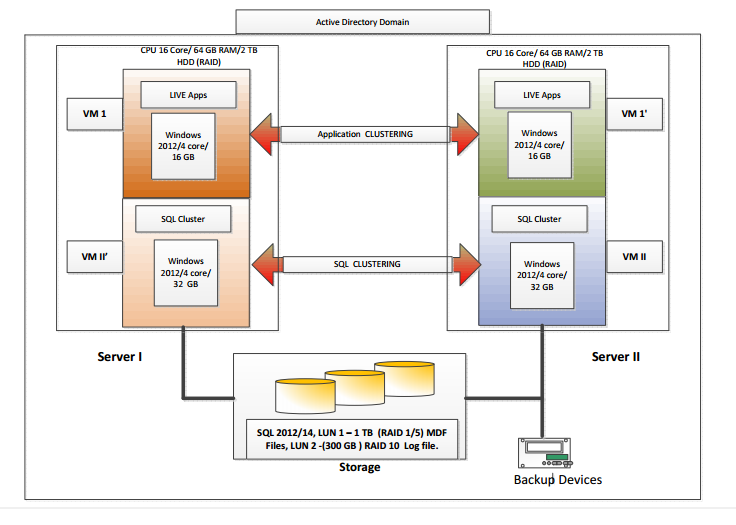 Active Directory Domain
CPU 16 Core/ 64 GB RAM/2 TB
HDD (RAID)
LIVE Apps
VM 1
Windows
2012/4 core/
16 GB
Application CLUSTERING
CPU 16 Core/ 64 GB RAM/2 TB
HDD (RAID)
LIVE Apps
VM 1'
Windows
2012/4 core/
16 GB
SQL Cluster
VM II'
Windows
2012/4 core/
32 GB
SQL CLUSTERING
SQL Cluster
VM II
Windows
2012/4 core/
32 GB
Server I
Server II
SQL 2012/14, LUN 1 – 1 TB (RAID 1/5) MDF
Files, LUN 2 -(300 GB ) RAID 10 Log file.
Storage
Backup Devices